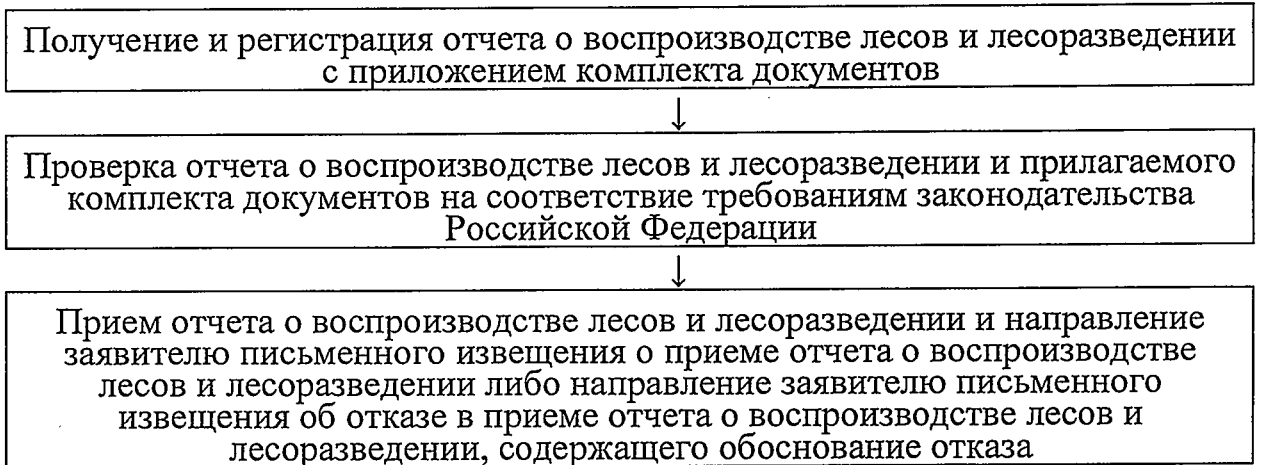 Получение и регистрация отчета о воспроизводстве лесов и лесоразведении
с приложением комплекта документов
↓
Проверка отчета о воспроизводстве лесов и лесоразведении и прилагаемого
комплекта документов на соответствие требованиям законодательства
Российской Федерации
↓
Прием отчета о воспроизводстве лесов и лесоразведении и направление
заявителю письменного извещения о приеме отчета о воспроизводстве
лесов и лесоразведении либо направление заявителю письменного
извещения об отказе в приеме отчета о воспроизводстве лесов и
лесоразведении, содержащего обоснование отказа